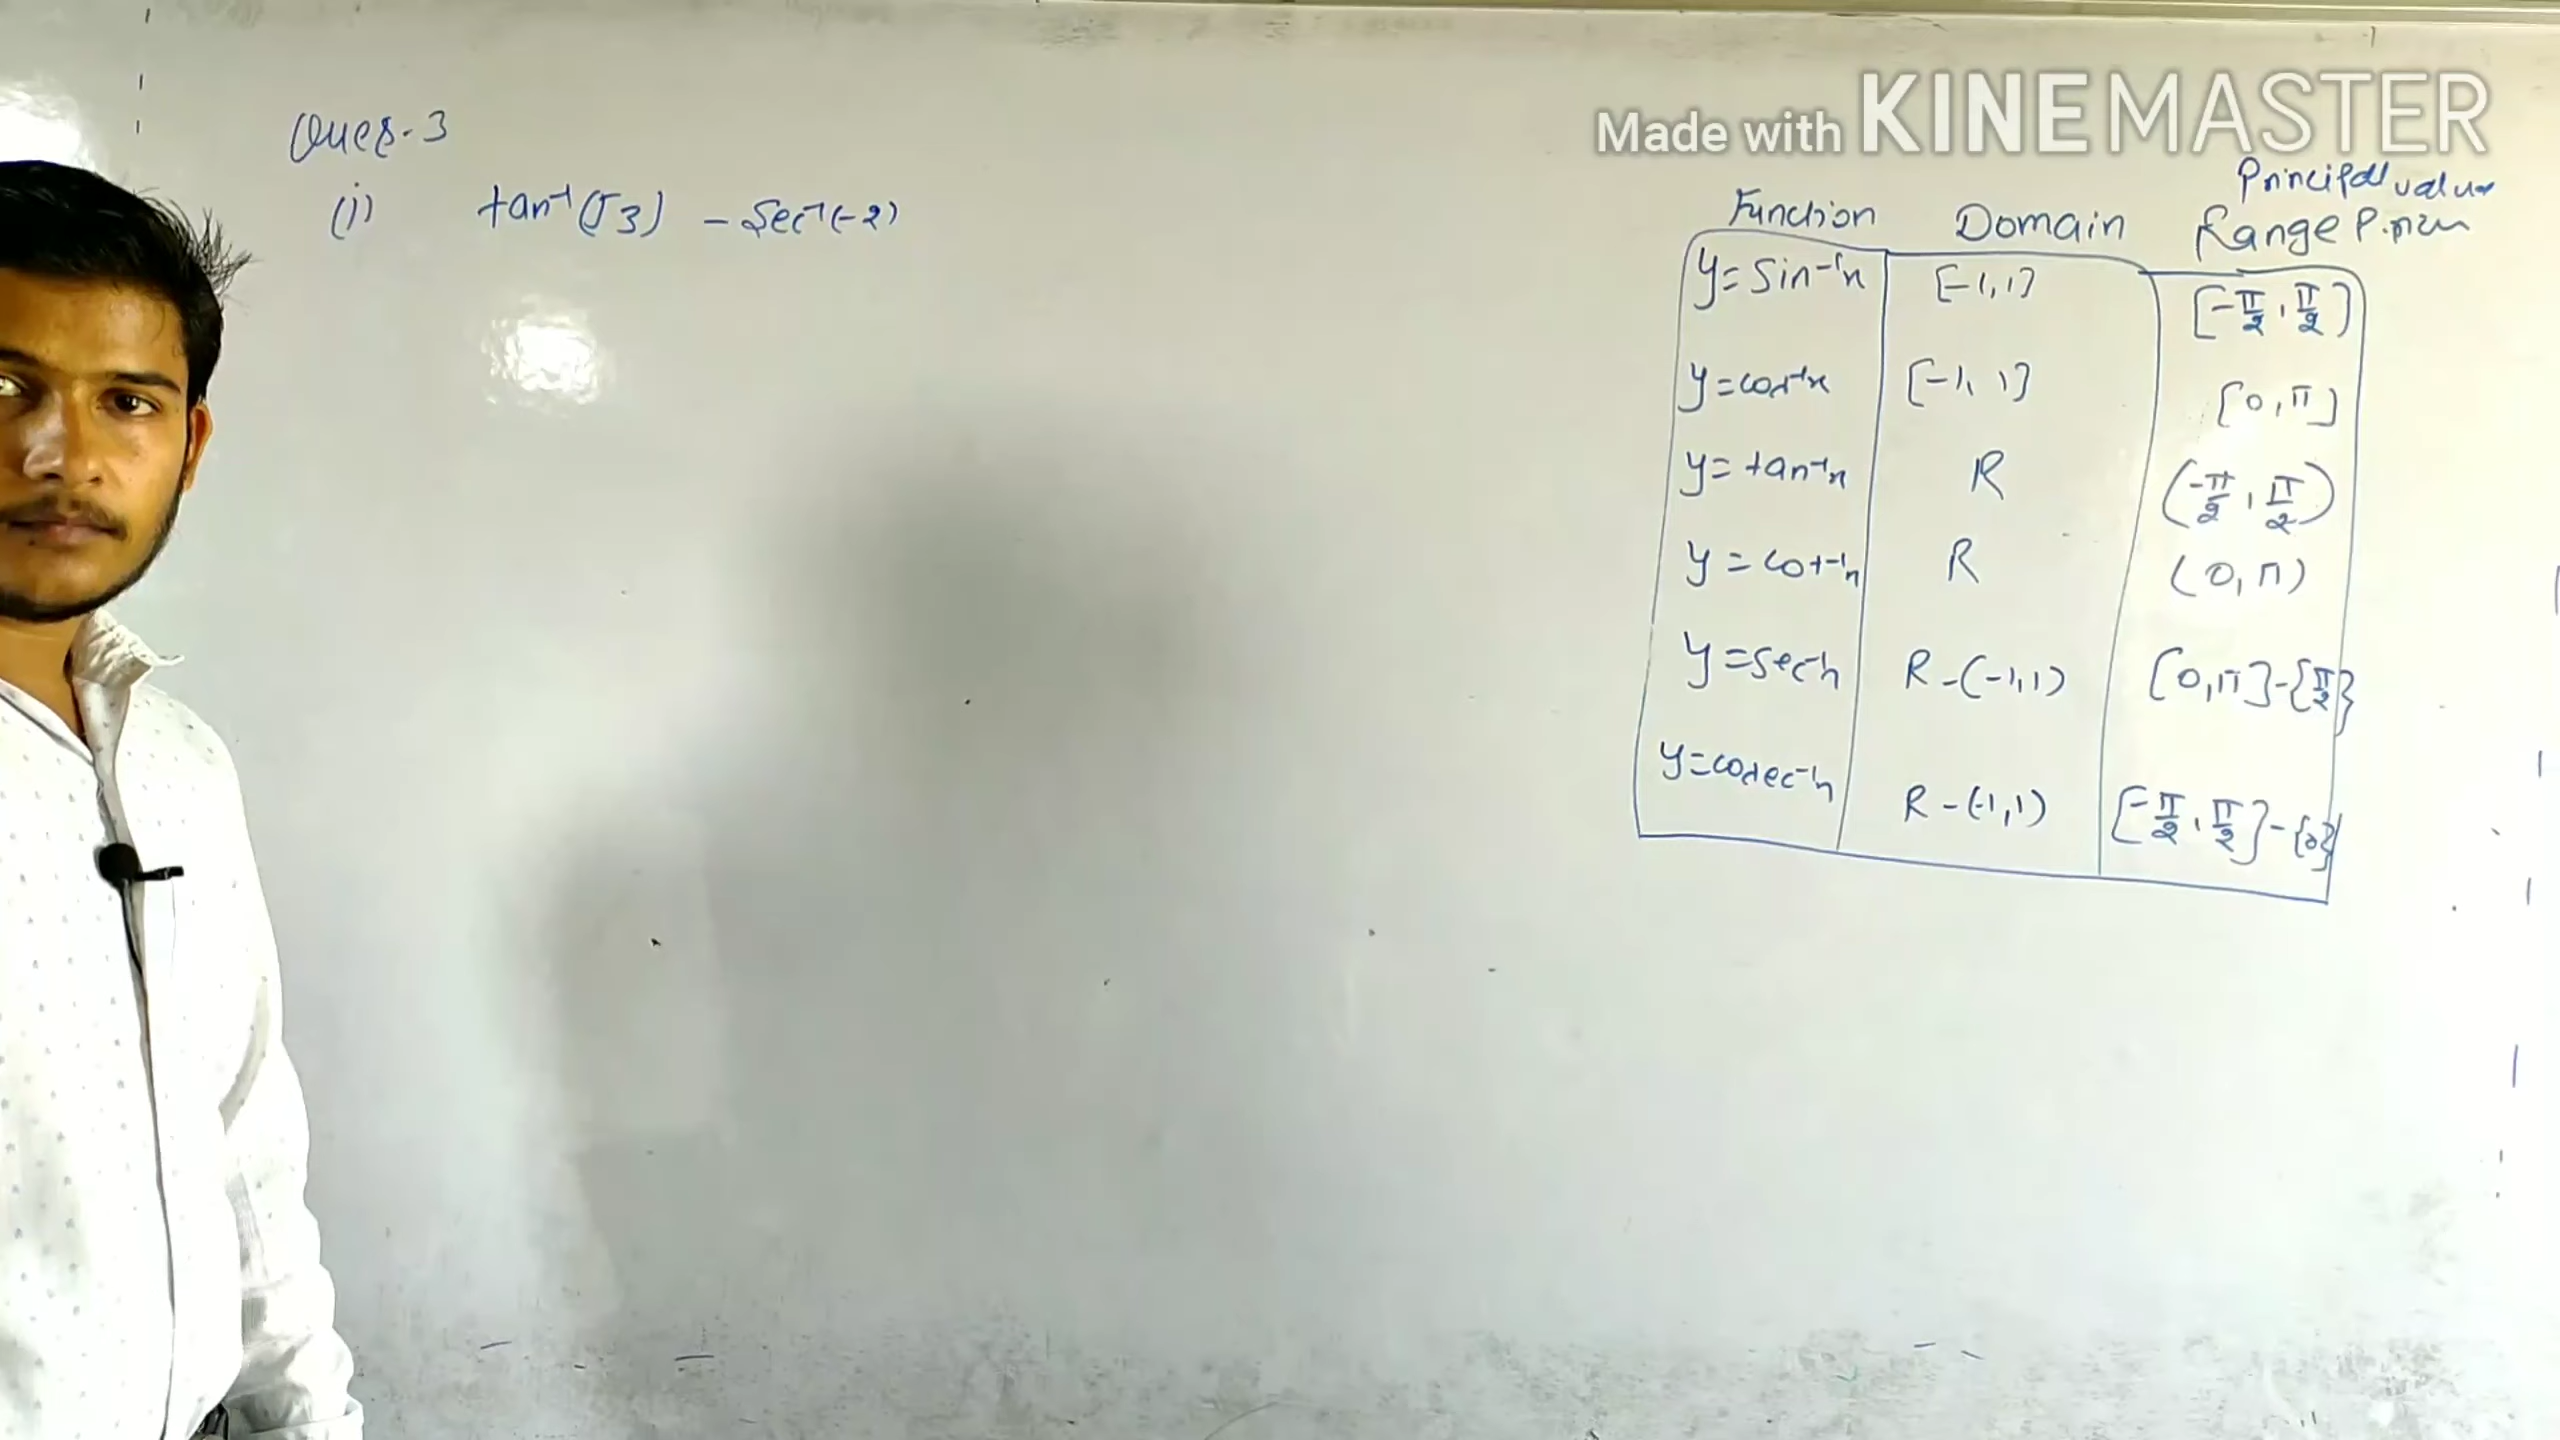 Made with KINEMASTER
Ques-3
(i) tan⁻¹(√3) - Sec⁻¹(-2)
Principal value
Function Domain Range
y = Sin⁻¹x [-1, 1] [-π/2, π/2]
y = cos⁻¹x [-1, 1] [0, π]
y = tan⁻¹x R (-π/2, π/2)
y = cot⁻¹x R (0, π)
y = sec⁻¹x R - (-1, 1) [0, π] - {π/2}
y = cosec⁻¹x R - (-1, 1) [-π/2, π/2] - {0}